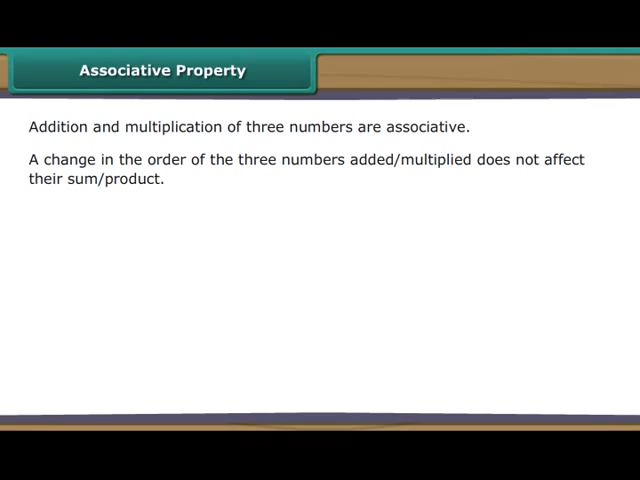 Associative Property
Addition and multiplication of three numbers are associative.
A change in the order of the three numbers added/multiplied does not affect
their sum/product.